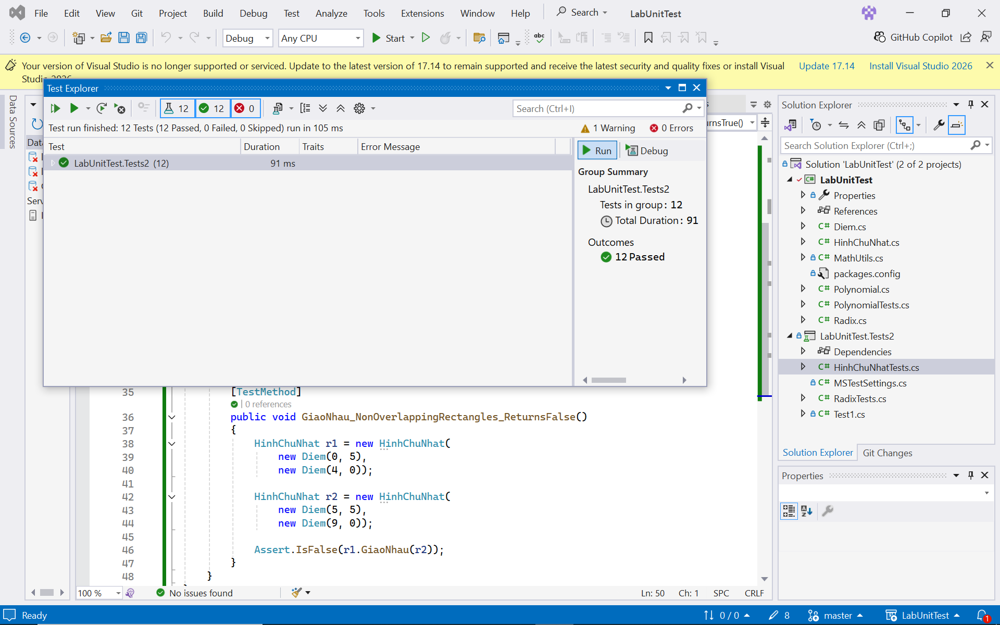 File Edit View Git Project Build Debug Test Analyze Tools Extensions Window Help Search LabUnitTest
Debug Any CPU Start abc GitHub Copilot
Your version of Visual Studio is no longer supported or serviced. Update to the latest version of 17.14 to remain supported and receive the latest security and quality fixes or install Visual Update 17.14 Install Visual Studio 2026
Data Sources
Test Explorer
12 12 0 Search (Ctrl+I)
Test run finished: 12 Tests (12 Passed, 0 Failed, 0 Skipped) run in 105 ms 1 Warning 0 Errors
Test Duration Traits Error Message
LabUnitTest.Tests2 (12) 91 ms
Run Debug
Group Summary
LabUnitTest.Tests2
Tests in group: 12
Total Duration: 91
Outcomes
12 Passed
35 [TestMethod]
0 references
36 public void GiaoNhau_NonOverlappingRectangles_ReturnsFalse()
37 {
38 HinhChuNhat r1 = new HinhChuNhat(
39 new Diem(0, 5),
40 new Diem(4, 0));
41
42 HinhChuNhat r2 = new HinhChuNhat(
43 new Diem(5, 5),
44 new Diem(9, 0));
45
46 Assert.IsFalse(r1.GiaoNhau(r2));
47 }
48 }
100 % No issues found Ln: 50 Ch: 1 SPC CRLF
Solution Explorer
Search Solution Explorer (Ctrl+;)
Solution 'LabUnitTest' (2 of 2 projects)
C# LabUnitTest
Properties
References
C# Diem.cs
C# HinhChuNhat.cs
C# MathUtils.cs
packages.config
C# Polynomial.cs
C# PolynomialTests.cs
C# Radix.cs
LabUnitTest.Tests2
Dependencies
C# HinhChuNhatTests.cs
C# MSTestSettings.cs
C# RadixTests.cs
C# Test1.cs
Solution Explorer Git Changes
Properties
Ready 0 / 0 8 master LabUnitTest 1